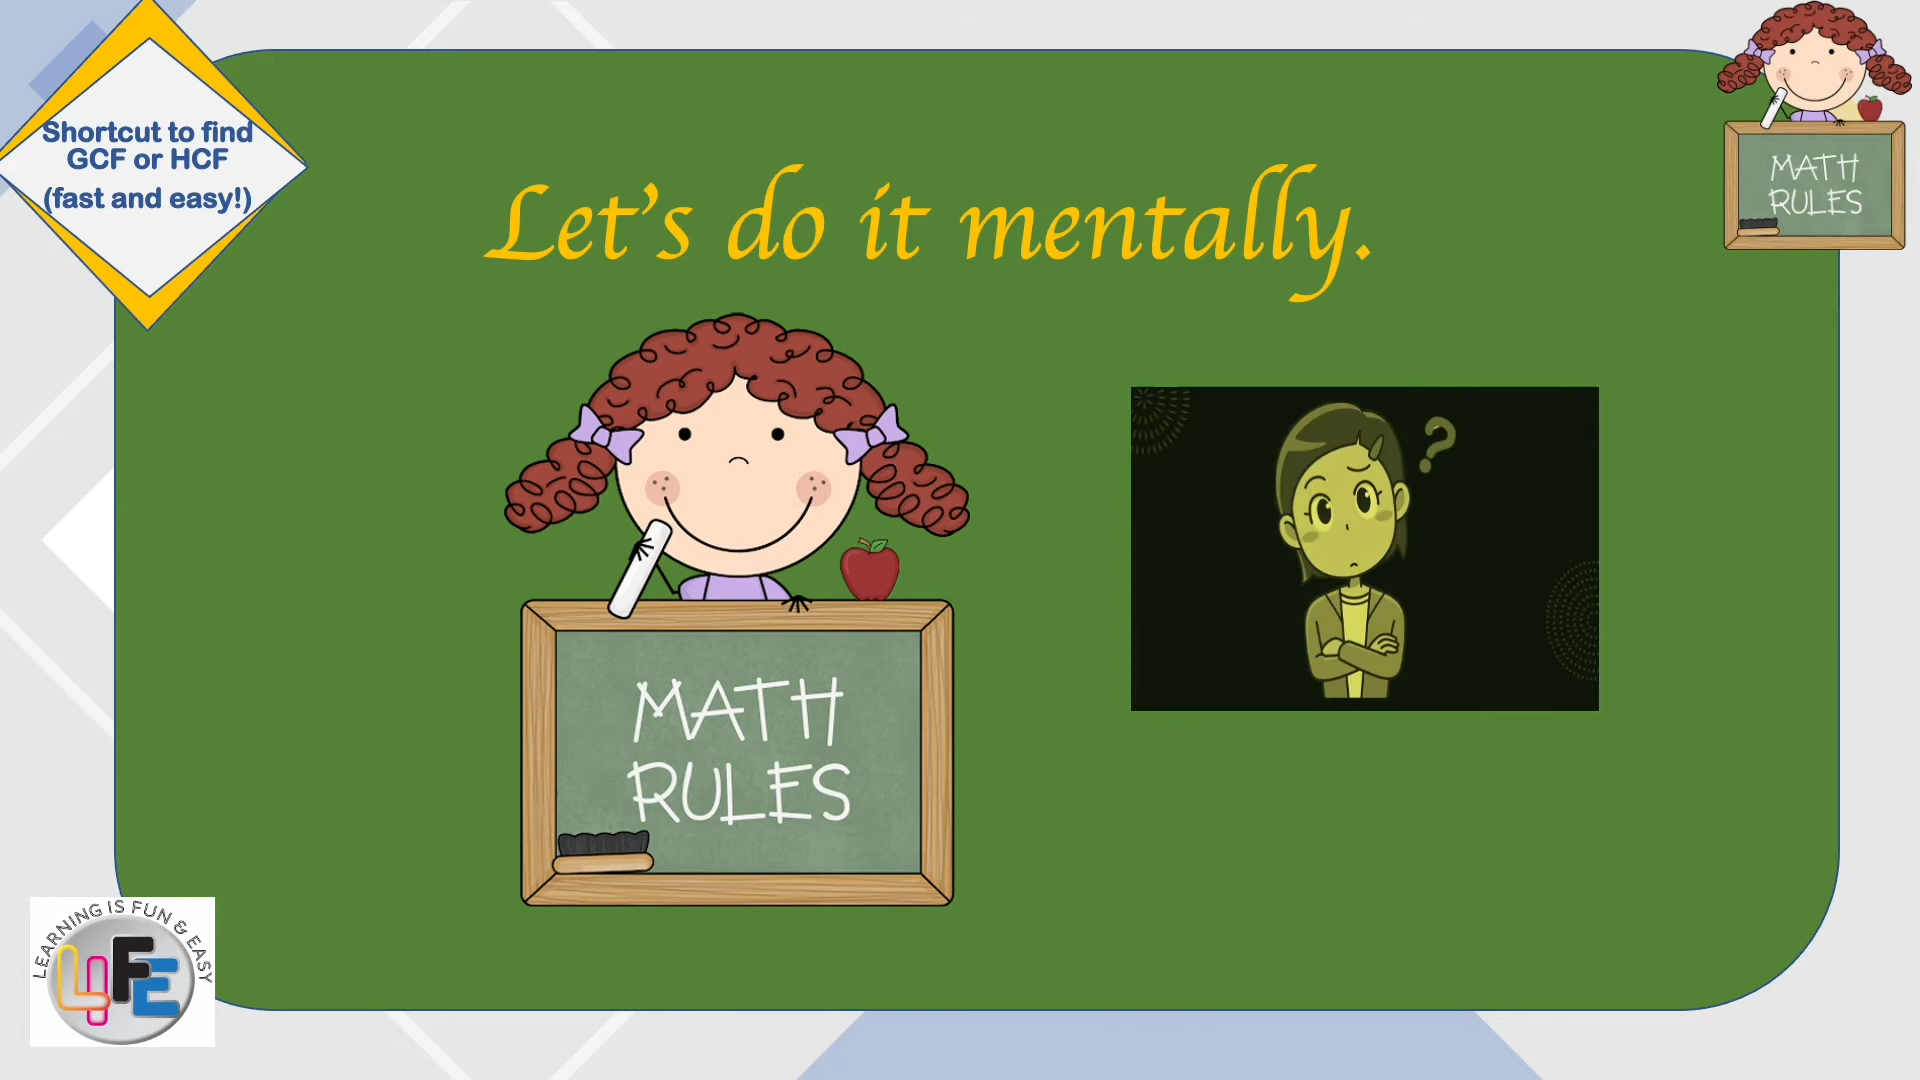 Shortcut to find
GCF or HCF
(fast and easy!)
Let's do it mentally.
MATH
RULES
MATH
RULES
?
LEARNING IS FUN & EASY
L4FE